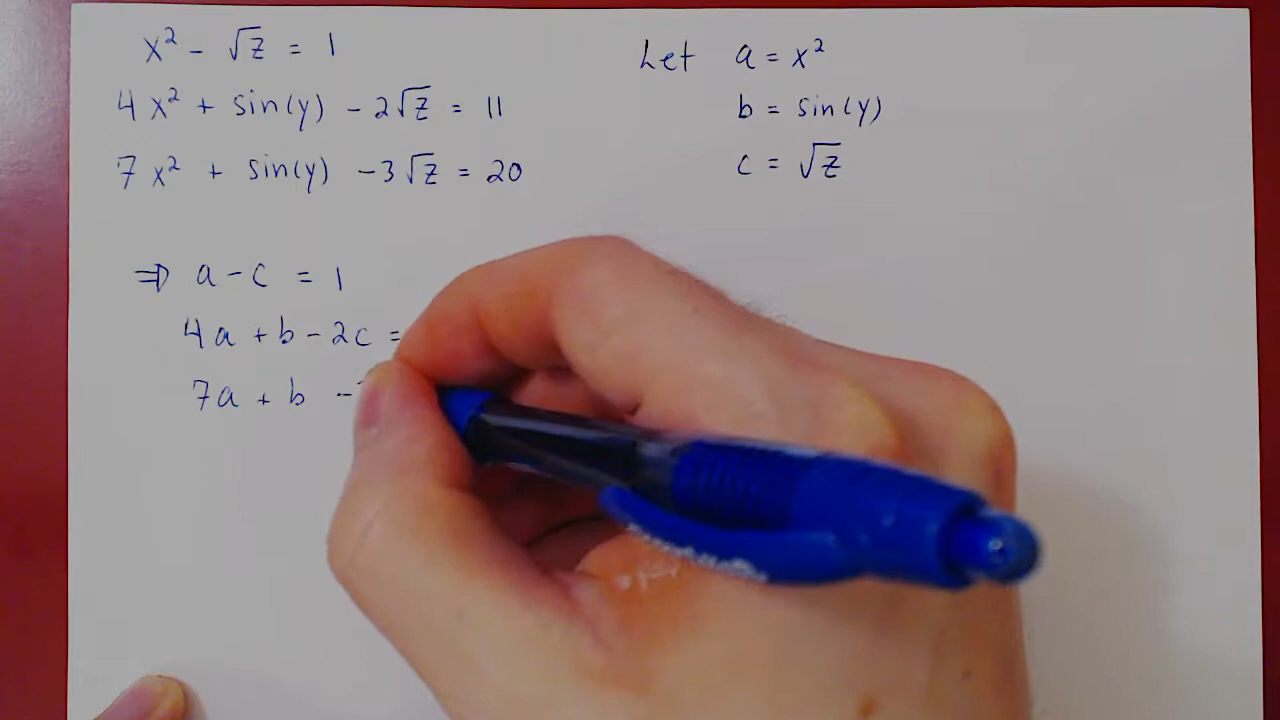 x² - √z = 1
4x² + sin(y) - 2√z = 11
7x² + sin(y) - 3√z = 20
Let a = x²
b = sin(y)
c = √z
⇒ a - c = 1
4a + b - 2c =
7a + b -